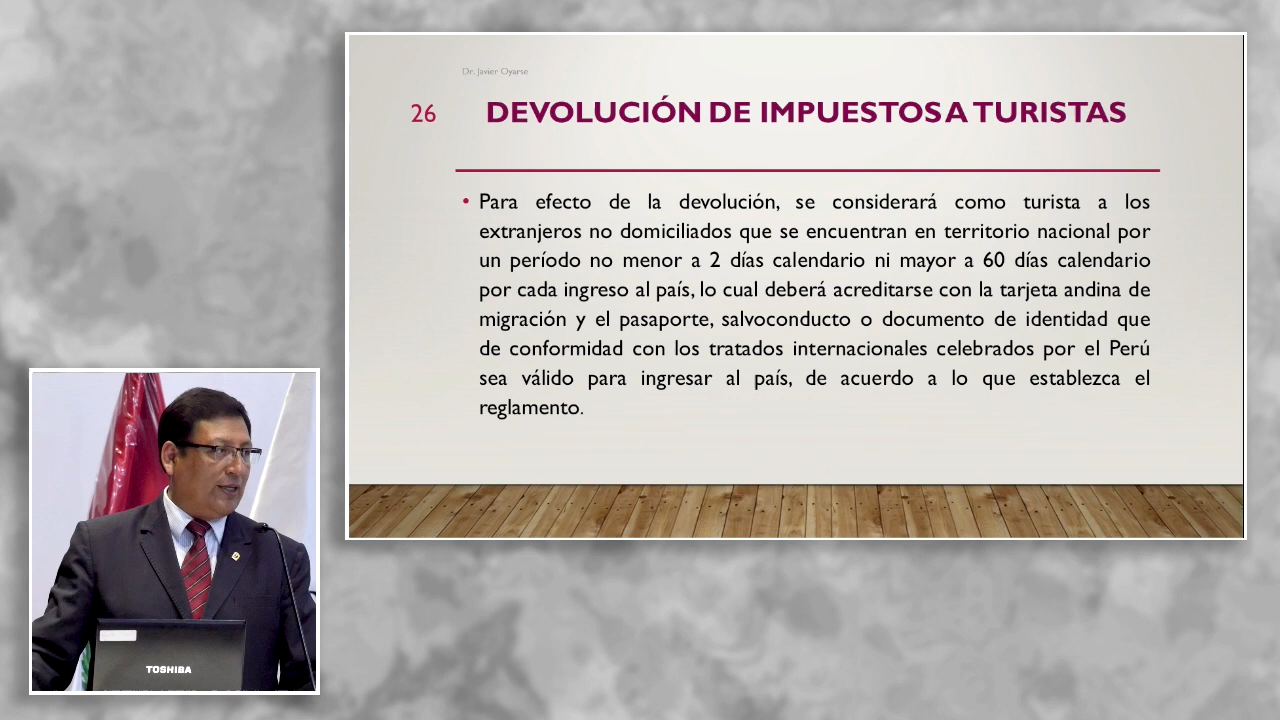 Dr. Javier Oyarse
26 DEVOLUCIÓN DE IMPUESTOS A TURISTAS
• Para efecto de la devolución, se considerará como turista a los
extranjeros no domiciliados que se encuentran en territorio nacional por
un período no menor a 2 días calendario ni mayor a 60 días calendario
por cada ingreso al país, lo cual deberá acreditarse con la tarjeta andina de
migración y el pasaporte, salvoconducto o documento de identidad que
de conformidad con los tratados internacionales celebrados por el Perú
sea válido para ingresar al país, de acuerdo a lo que establezca el
reglamento.
TOSHIBA